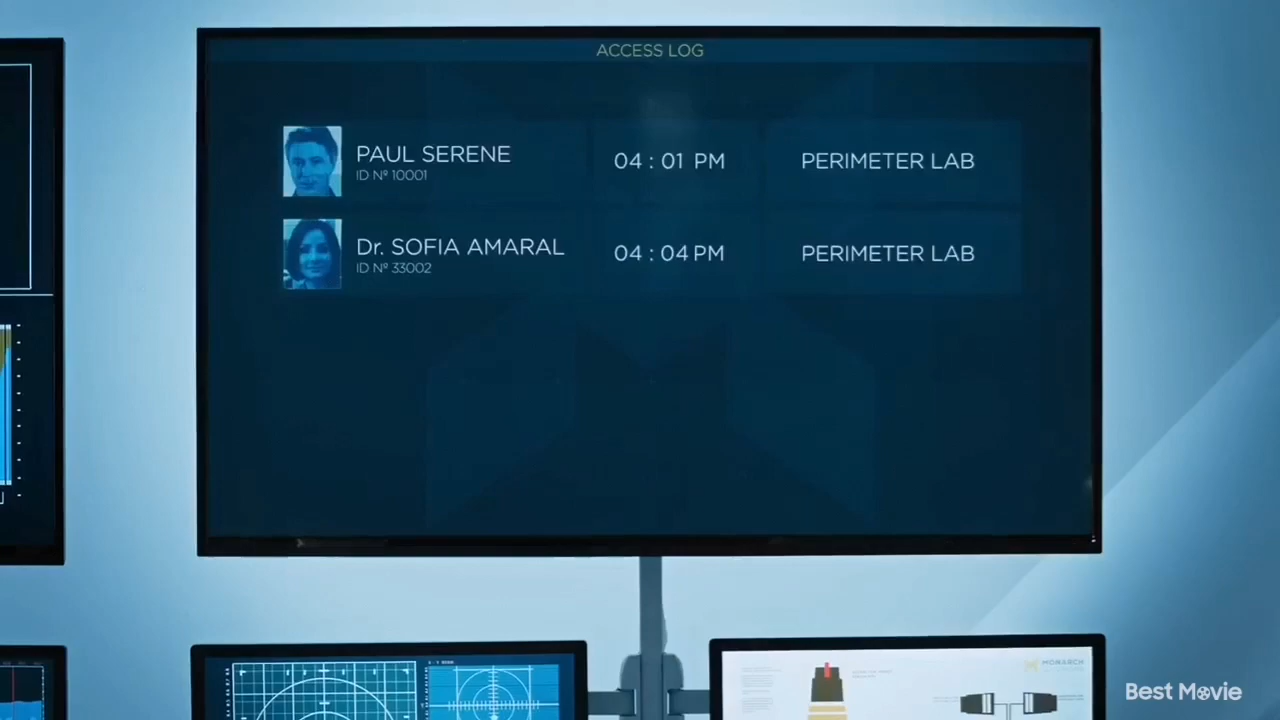 ACCESS LOG
PAUL SERENE
ID Nº 10001
04 : 01 PM
PERIMETER LAB
Dr. SOFIA AMARAL
ID Nº 33002
04 : 04 PM
PERIMETER LAB
MONARCH
Best Movie